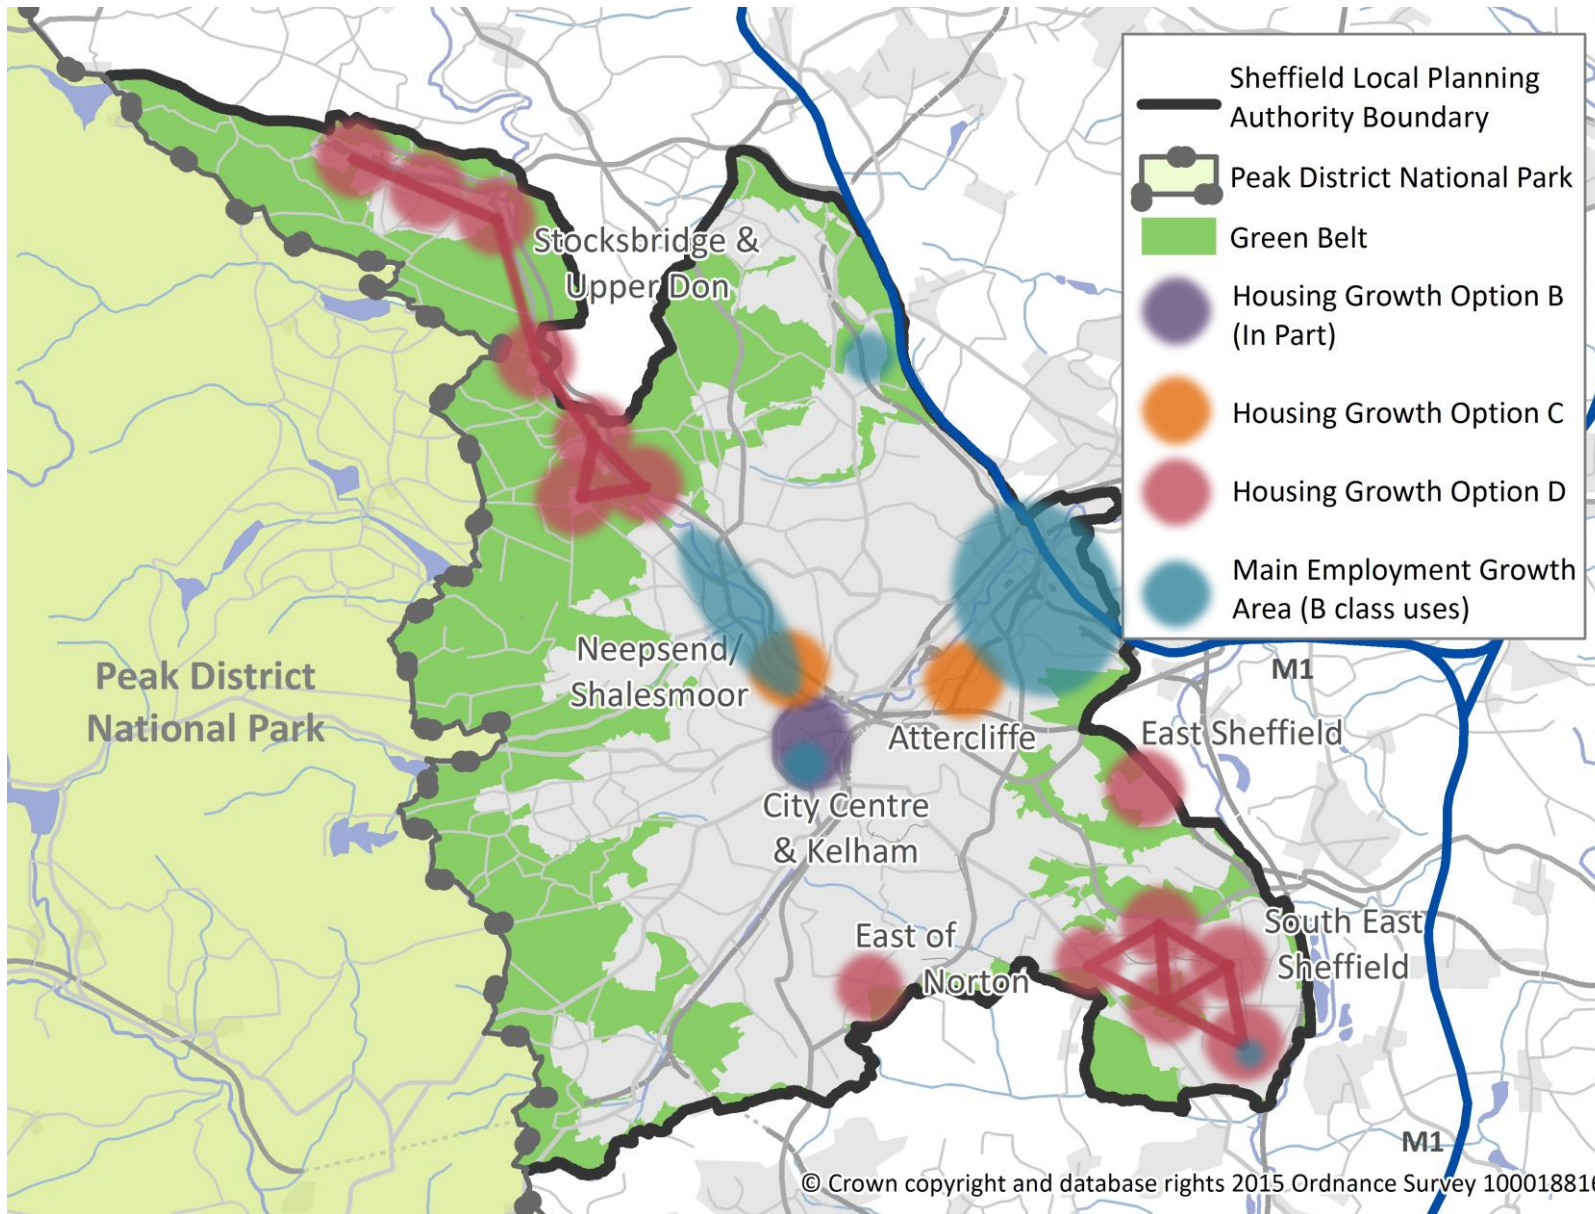 Sheffield Local Planning
Authority Boundary
Peak District National Park
Green Belt
Housing Growth Option B
(In Part)
Housing Growth Option C
Housing Growth Option D
Main Employment Growth
Area (B class uses)
Stocksbridge &
Upper Don
Neepsend/
Shalesmoor
Peak District
National Park
M1
Attercliffe
East Sheffield
City Centre
& Kelham
East of
Norton
South East
Sheffield
M1
© Crown copyright and database rights 2015 Ordnance Survey 100018816